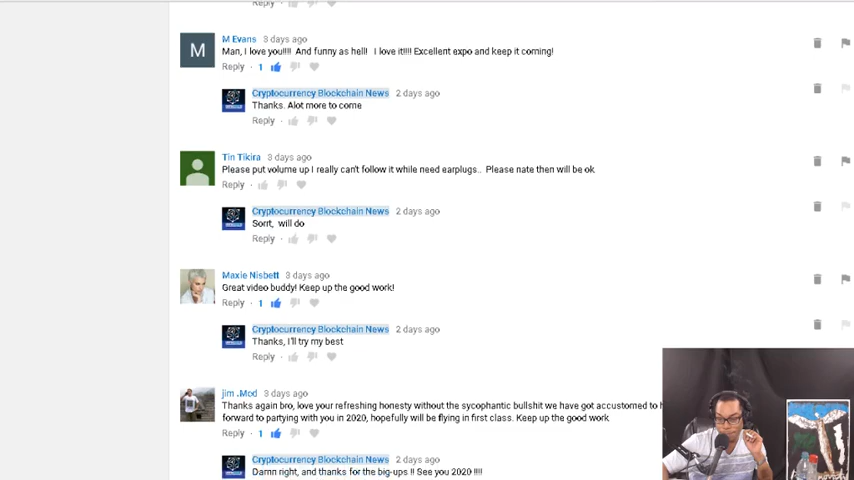 Reply
M Evans 3 days ago
Man, I love you!!!! And funny as hell! I love it!!!! Excellent expo and keep it coming!
Reply · 1
Cryptocurrency Blockchain News 2 days ago
Thanks. Alot more to come
Reply ·
Tin Tikira 3 days ago
Please put volume up I really can't follow it while need earplugs.. Please nate then will be ok
Reply ·
Cryptocurrency Blockchain News 2 days ago
Sorrt, will do
Reply ·
Maxie Nisbett 3 days ago
Great video buddy! Keep up the good work!
Reply · 1
Cryptocurrency Blockchain News 2 days ago
Thanks, I'll try my best
Reply ·
jim .Mod 3 days ago
Thanks again bro, love your refreshing honesty without the sycophantic bullshit we have got accustomed to
forward to partying with you in 2020, hopefully will be flying in first class. Keep up the good work
Reply · 1
Cryptocurrency Blockchain News 2 days ago
Damn right, and thanks for the big-ups !! See you 2020 !!!!